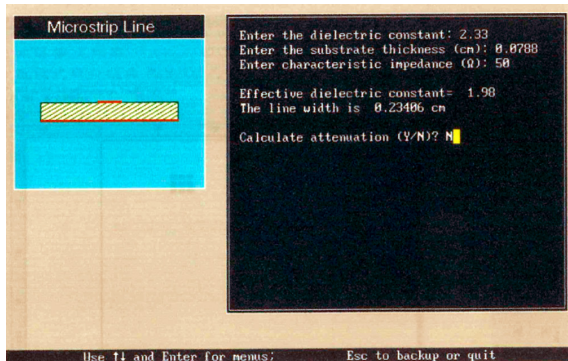 Microstrip Line
Enter the dielectric constant: 2.33
Enter the substrate thickness (cm): 0.0788
Enter characteristic impedance (Ω): 50
Effective dielectric constant= 1.98
The line width is 0.23406 cm
Calculate attenuation (Y/N)? N
Use ↑↓ and Enter for menus; Esc to backup or quit